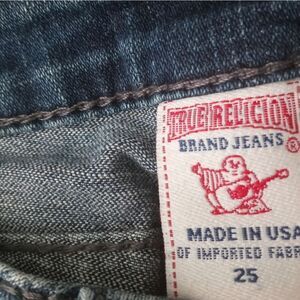 TRUE RELIGION
BRAND JEANS ®
MADE IN USA
OF IMPORTED FABR
25